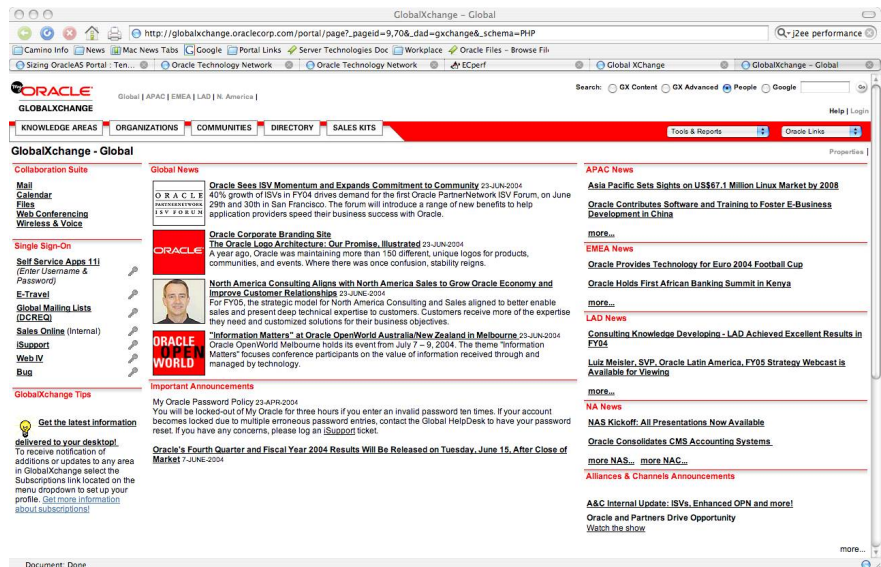 GlobalXchange - Global
http://globalxchange.oraclecorp.com/portal/page?_pageid=9,70&_dad=gxchange&_schema=PHP
j2ee performance
Camino Info News Mac News Tabs Google Portal Links Server Technologies Doc Workplace Oracle Files - Browse File
Sizing OracleAS Portal : Ten... Oracle Technology Network Oracle Technology Network ECperf Global XChange GlobalXchange - Global
My ORACLE
GLOBALXCHANGE
Global | APAC | EMEA | LAD | N. America |
Search: GX Content GX Advanced People Google Go
Help | Login
KNOWLEDGE AREAS ORGANIZATIONS COMMUNITIES DIRECTORY SALES KITS
Tools & Reports Oracle Links
GlobalXchange - Global
Properties |
Collaboration Suite
Mail
Calendar
Files
Web Conferencing
Wireless & Voice
Single Sign-On
Self Service Apps 11i
(Enter Username &
Password)
E-Travel
Global Mailing Lists
(DCREQ)
Sales Online (Internal)
iSupport
Web IV
Bug
GlobalXchange Tips
Get the latest information
delivered to your desktop!
To receive notification of
additions or updates to any area
in GlobalXchange select the
Subscriptions link located on the
menu dropdown to set up your
profile. Get more information
about subscriptions!
Global News
ORACLE
PARTNERNETWORK
ISV FORUM
Oracle Sees ISV Momentum and Expands Commitment to Community 23-JUN-2004
40% growth of ISVs in FY04 drives demand for the first Oracle PartnerNetwork ISV Forum, on June
29th and 30th in San Francisco. The forum will introduce a range of new benefits to help
application providers speed their business success with Oracle.
ORACLE
Oracle Corporate Branding Site
The Oracle Logo Architecture: Our Promise, Illustrated 23-JUN-2004
A year ago, Oracle was maintaining more than 150 different, unique logos for products,
communities, and events. Where there was once confusion, stability reigns.
North America Consulting Aligns with North America Sales to Grow Oracle Economy and
Improve Customer Relationships 23-JUN-2004
For FY05, the strategic model for North America Consulting and Sales aligned to better enable
sales and present deep technical expertise to customers. Customers receive more of the expertise
they need and customized solutions for their business objectives.
ORACLE
OPEN
WORLD
"Information Matters" at Oracle OpenWorld Australia/New Zealand in Melbourne 23-JUN-2004
Oracle OpenWorld Melbourne holds its event from July 7 – 9, 2004. The theme "Information
Matters" focuses conference participants on the value of information received through and
managed by technology.
Important Announcements
My Oracle Password Policy 23-APR-2004
You will be locked-out of My Oracle for three hours if you enter an invalid password ten times. If your account
becomes locked due to multiple erroneous password entries, contact the Global HelpDesk to have your password
reset. If you have any concerns, please log an iSupport ticket.
Oracle's Fourth Quarter and Fiscal Year 2004 Results Will Be Released on Tuesday, June 15, After Close of
Market 7-JUNE-2004
APAC News
Asia Pacific Sets Sights on US$67.1 Million Linux Market by 2008
Oracle Contributes Software and Training to Foster E-Business
Development in China
more...
EMEA News
Oracle Provides Technology for Euro 2004 Football Cup
Oracle Holds First African Banking Summit in Kenya
more...
LAD News
Consulting Knowledge Developing - LAD Achieved Excellent Results in
FY04
Luiz Meisler, SVP, Oracle Latin America, FY05 Strategy Webcast is
Available for Viewing
more...
NA News
NAS Kickoff: All Presentations Now Available
Oracle Consolidates CMS Accounting Systems
more NAS... more NAC...
Alliances & Channels Announcements
A&C Internal Update: ISVs, Enhanced OPN and more!
Oracle and Partners Drive Opportunity
Watch the show
more...
Document: Done